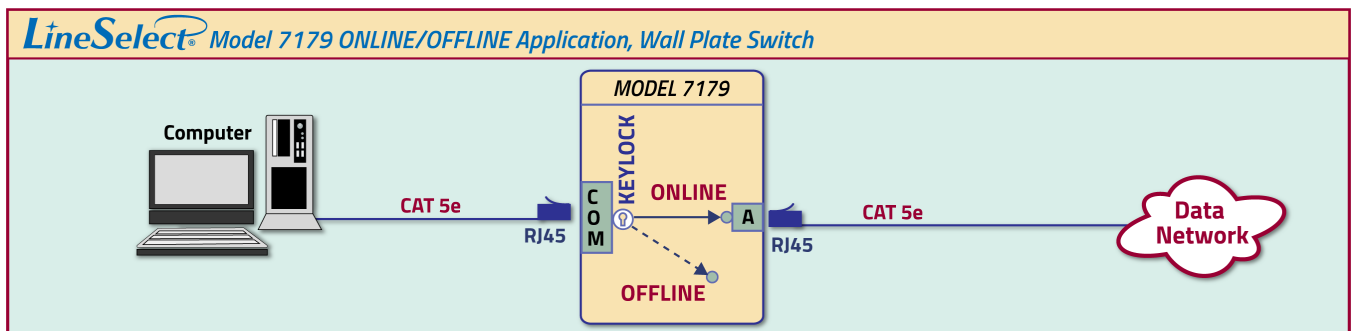 LineSelect® Model 7179 ONLINE/OFFLINE Application, Wall Plate Switch
MODEL 7179
Computer
KEYLOCK
CAT 5e
RJ45
COM
ONLINE
A
OFFLINE
RJ45
CAT 5e
Data
Network